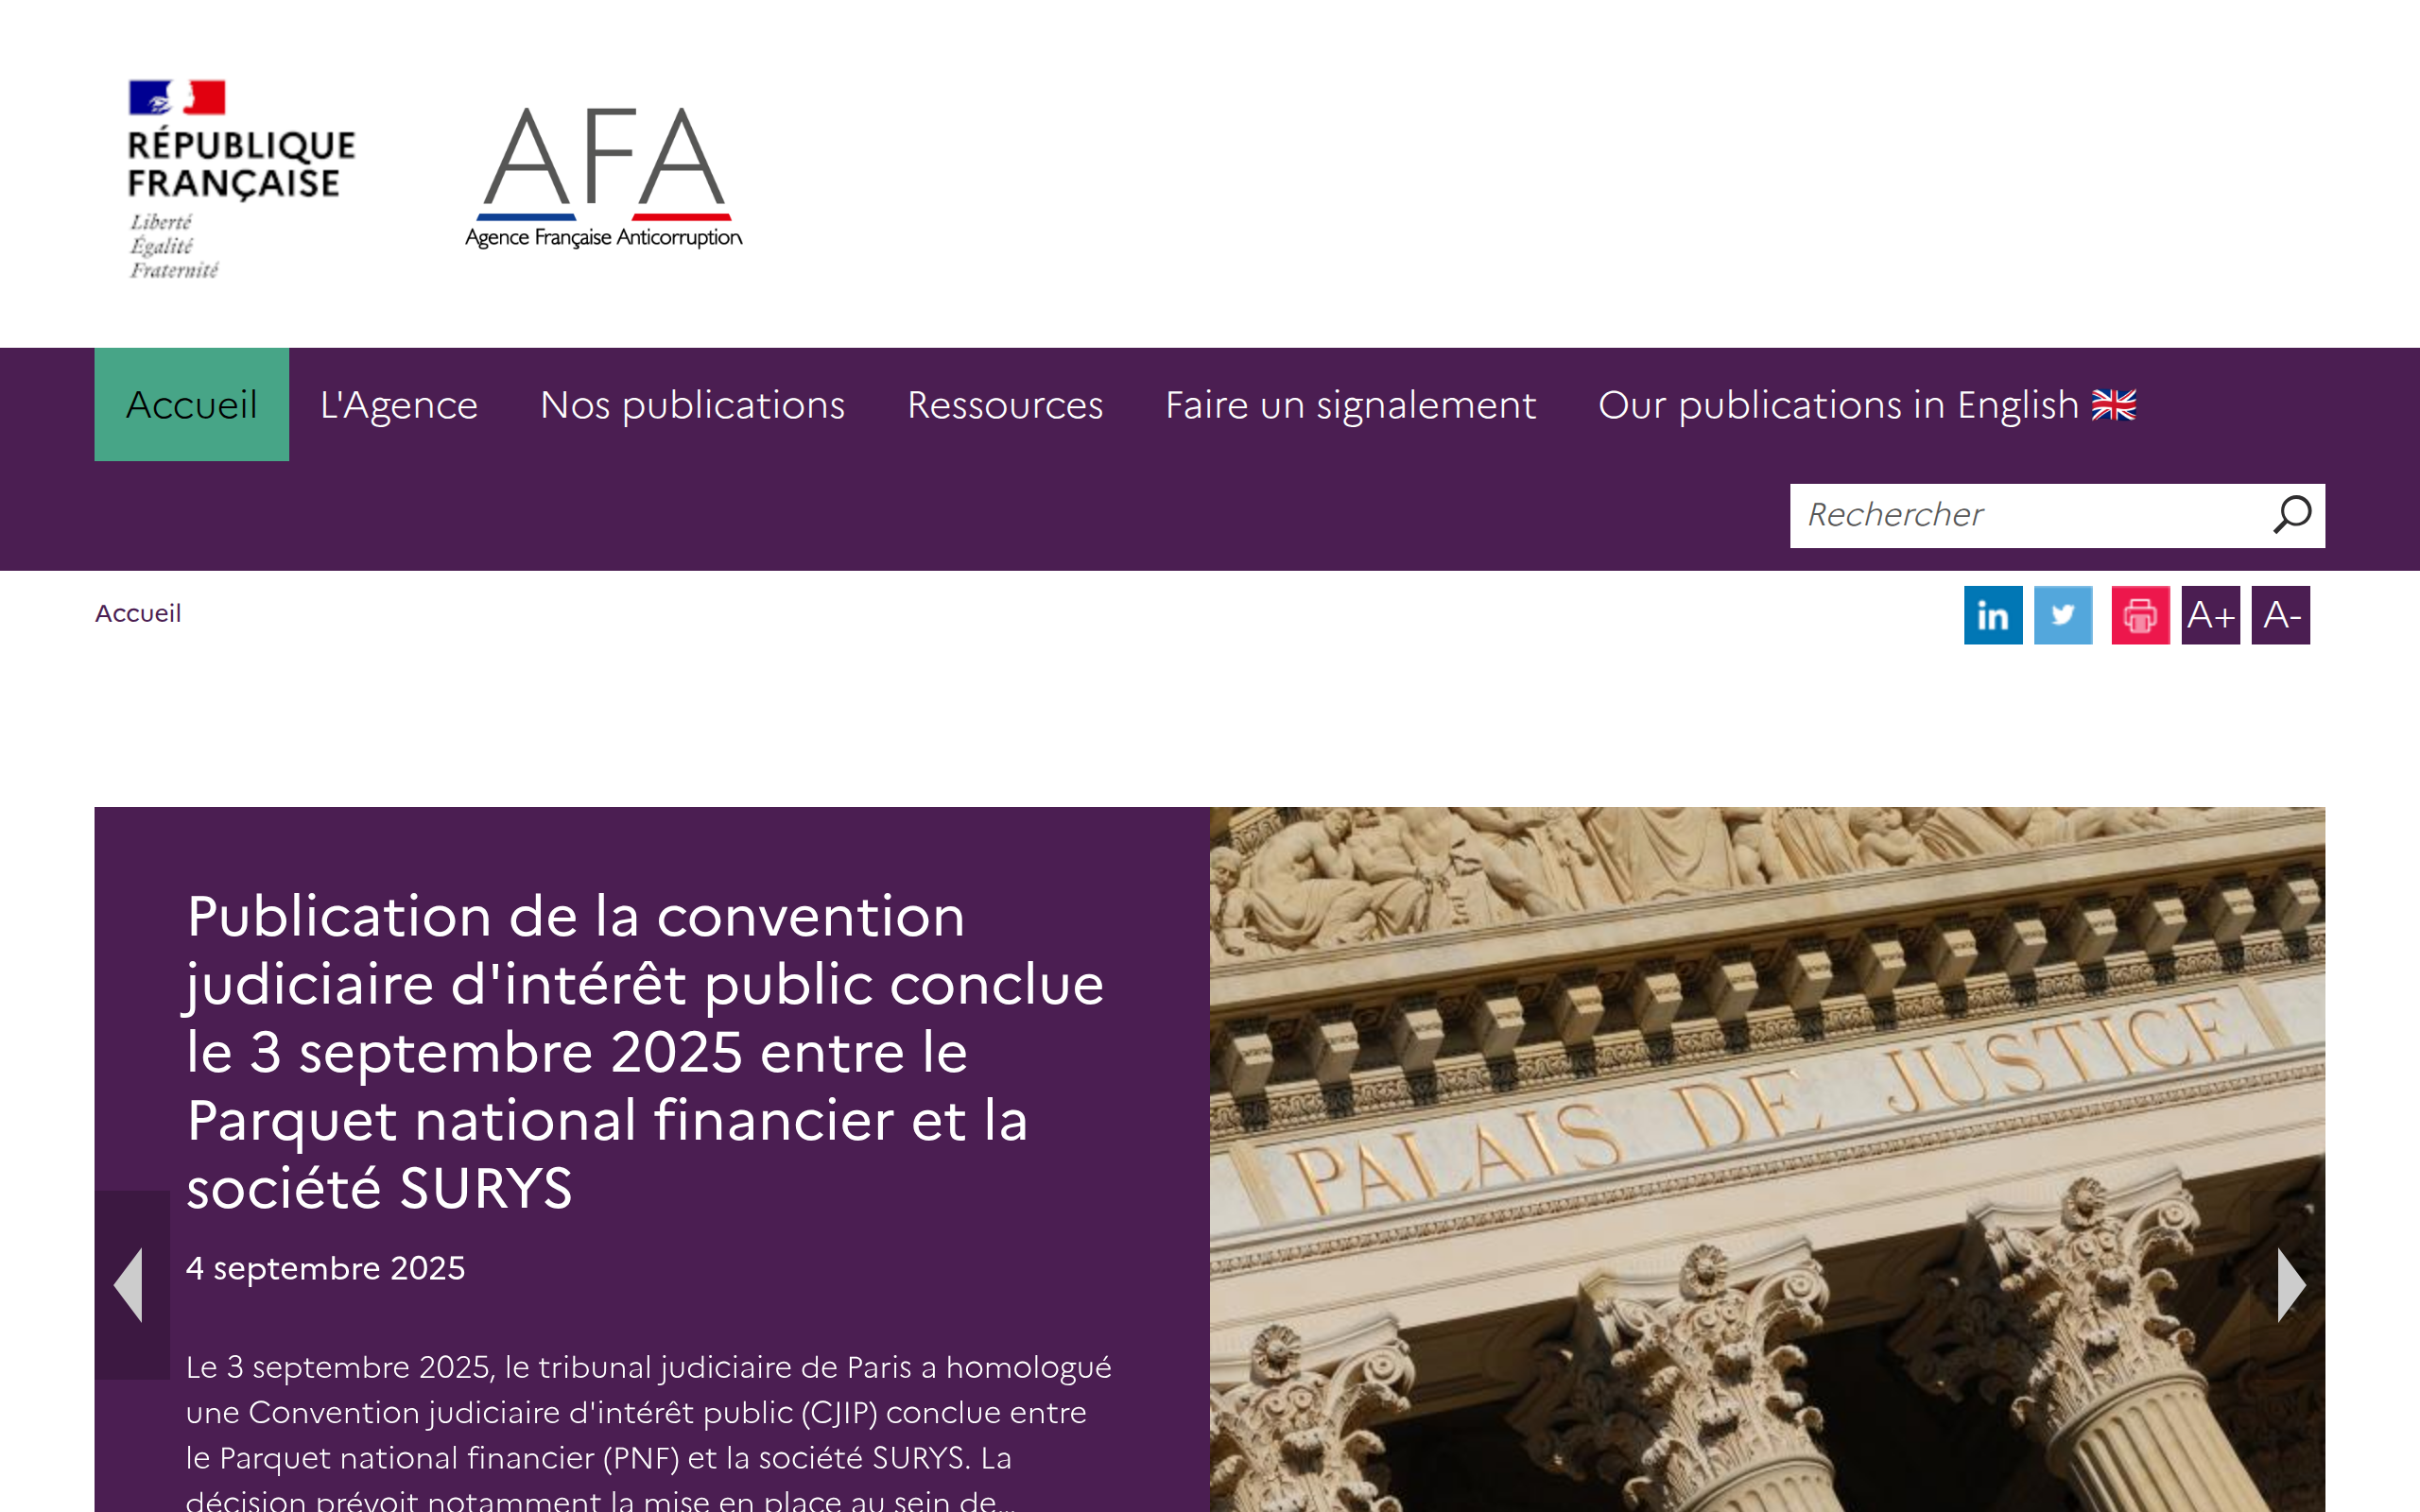 RÉPUBLIQUE
FRANÇAISE
Liberté
Égalité
Fraternité
AFA
Agence Française Anticorruption
Accueil
L'Agence
Nos publications
Ressources
Faire un signalement
Our publications in English
Rechercher
Accueil
in
A+
A-
Publication de la convention
judiciaire d'intérêt public conclue
le 3 septembre 2025 entre le
Parquet national financier et la
société SURYS
4 septembre 2025
Le 3 septembre 2025, le tribunal judiciaire de Paris a homologué
une Convention judiciaire d'intérêt public (CJIP) conclue entre
le Parquet national financier (PNF) et la société SURYS. La
décision prévoit notamment la mise en place au sein de...
PALAIS DE JUSTICE